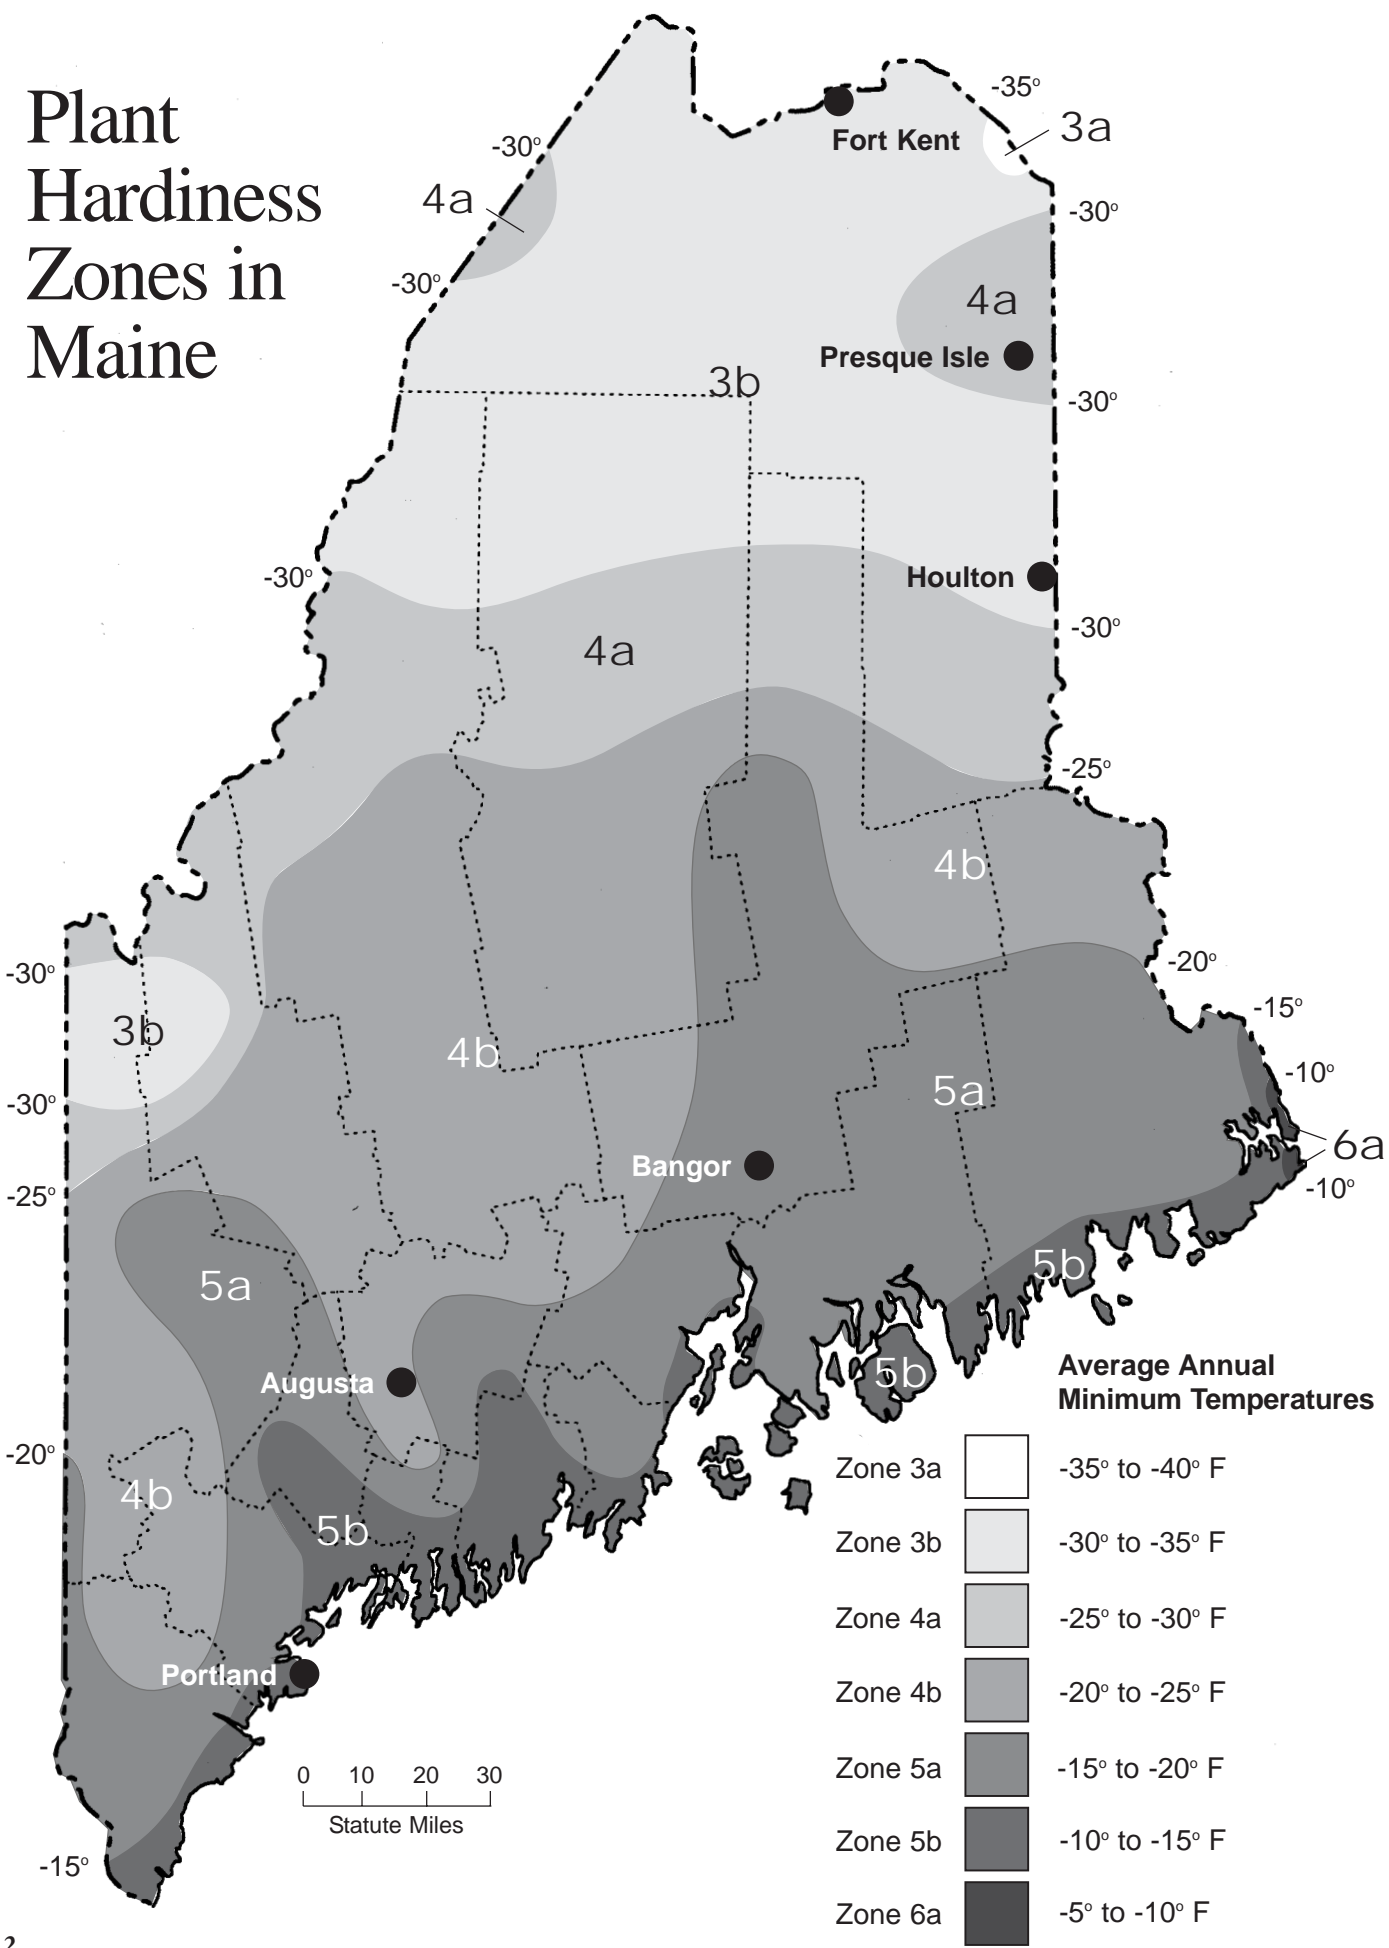 Plant
Hardiness
Zones in
Maine
-35°
3a
Fort Kent
-30°
4a
-30°
-30°
4a
Presque Isle
3b
-30°
-30°
Houlton
-30°
4a
-25°
4b
-20°
-30°
-15°
3b
4b
-10°
5a
-30°
6a
Bangor
-25°
-10°
5a
5b
5b
Augusta
-20°
4b
5b
Portland
-15°
0 10 20 30
Statute Miles
Average Annual
Minimum Temperatures
Zone 3a -35° to -40° F
Zone 3b -30° to -35° F
Zone 4a -25° to -30° F
Zone 4b -20° to -25° F
Zone 5a -15° to -20° F
Zone 5b -10° to -15° F
Zone 6a -5° to -10° F
2